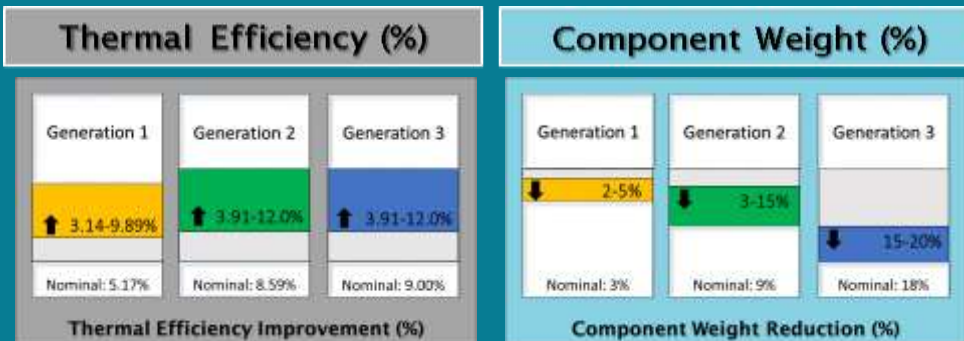 Thermal Efficiency (%)
Generation 1
Generation 2
Generation 3
3.14-9.89%
3.91-12.0%
3.91-12.0%
Nominal: 5.17%
Nominal: 8.59%
Nominal: 9.00%
Thermal Efficiency Improvement (%)
Component Weight (%)
Generation 1
Generation 2
Generation 3
2-5%
3-15%
15-20%
Nominal: 3%
Nominal: 9%
Nominal: 18%
Component Weight Reduction (%)